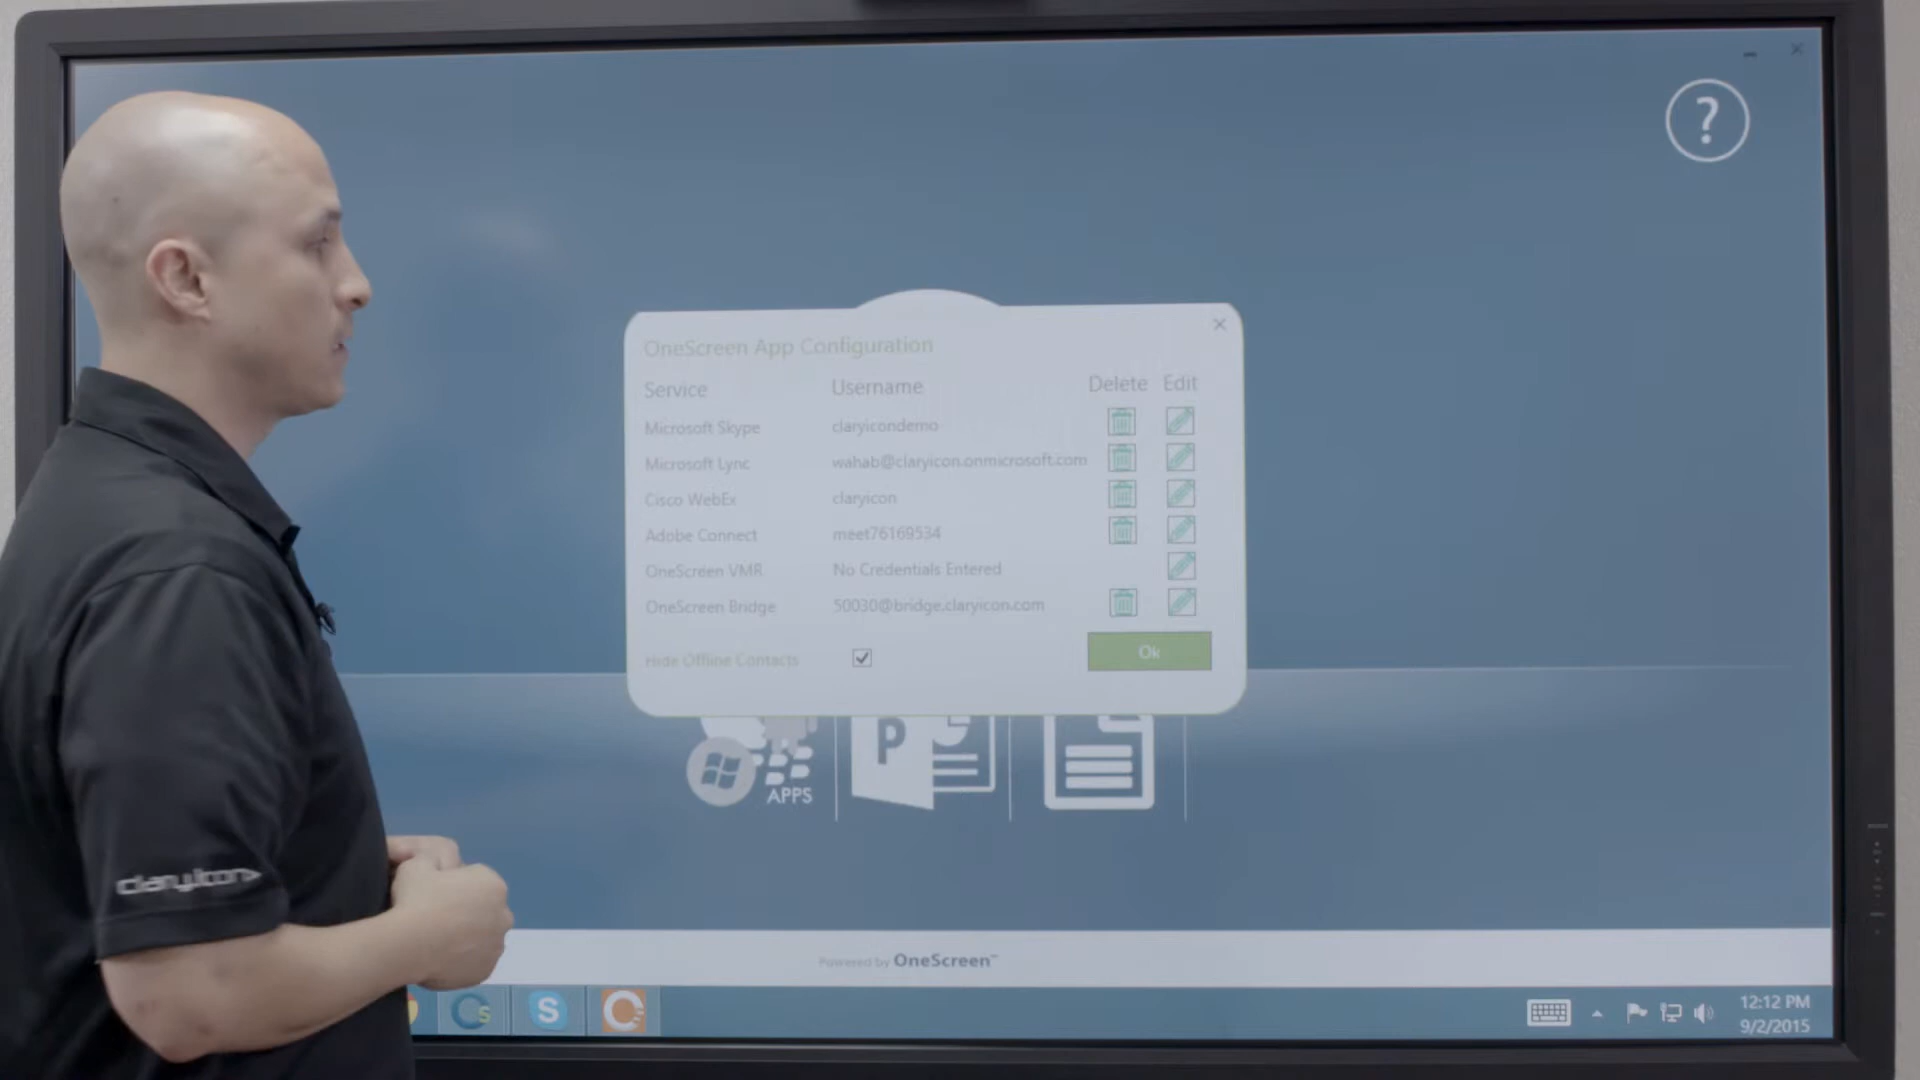 ?
OneScreen App Configuration
Service Username Delete Edit
Microsoft Skype claryicondemo
Microsoft Lync wahab@claryicon.onmicrosoft.com
Cisco WebEx claryicon
Adobe Connect meet76169534
OneScreen VMR No Credentials Entered
OneScreen Bridge 50030@bridge.claryicon.com
Hide Offline Contacts
Ok
APPS
P
claryicon
Powered by OneScreen™
S
S
12:12 PM
9/2/2015